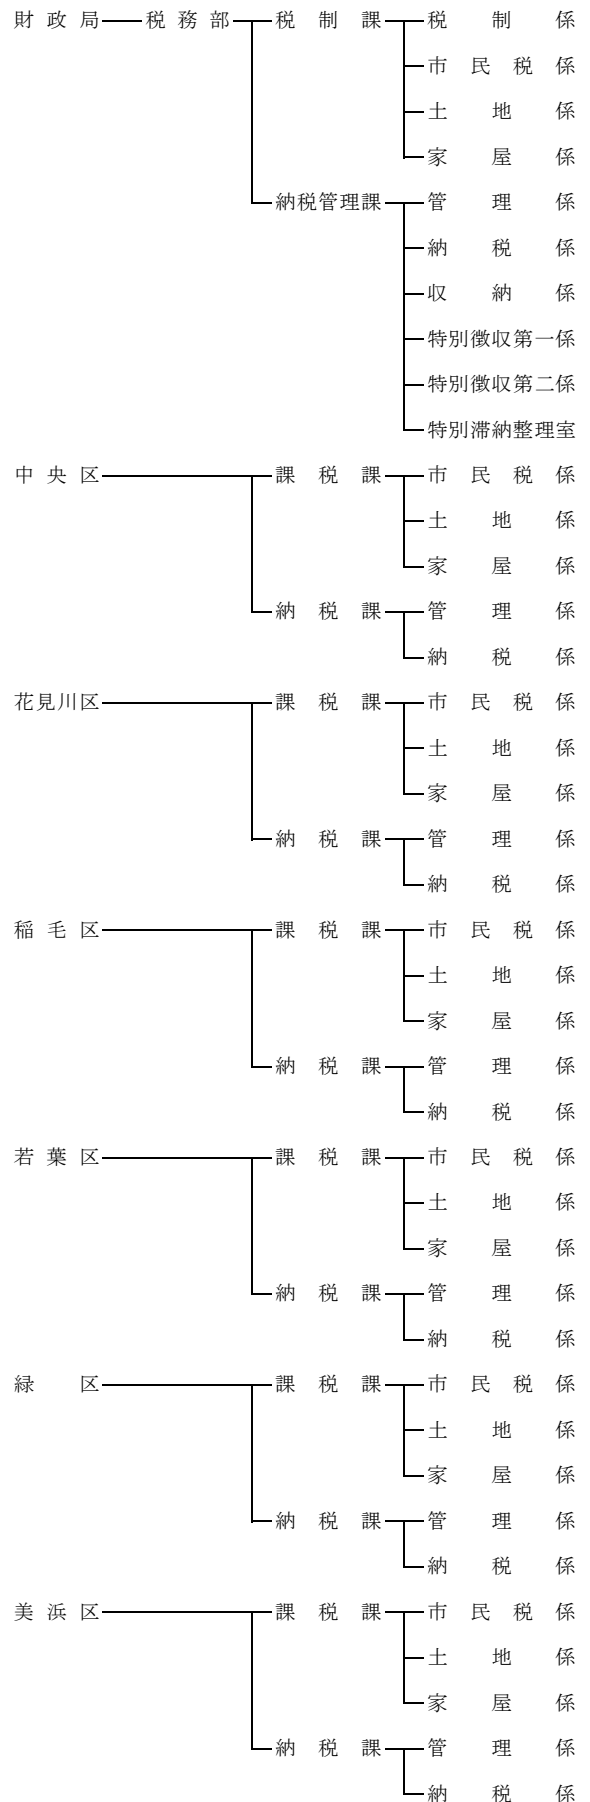 財政局 税務部 税制課 税制係
市民税係
土地係
家屋係
納税管理課 管理係
納税係
収納係
特別徴収第一係
特別徴収第二係
特別滞納整理室
中央区 課税課 市民税係
土地係
家屋係
納税課 管理係
納税係
花見川区 課税課 市民税係
土地係
家屋係
納税課 管理係
納税係
稲毛区 課税課 市民税係
土地係
家屋係
納税課 管理係
納税係
若葉区 課税課 市民税係
土地係
家屋係
納税課 管理係
納税係
緑区 課税課 市民税係
土地係
家屋係
納税課 管理係
納税係
美浜区 課税課 市民税係
土地係
家屋係
納税課 管理係
納税係